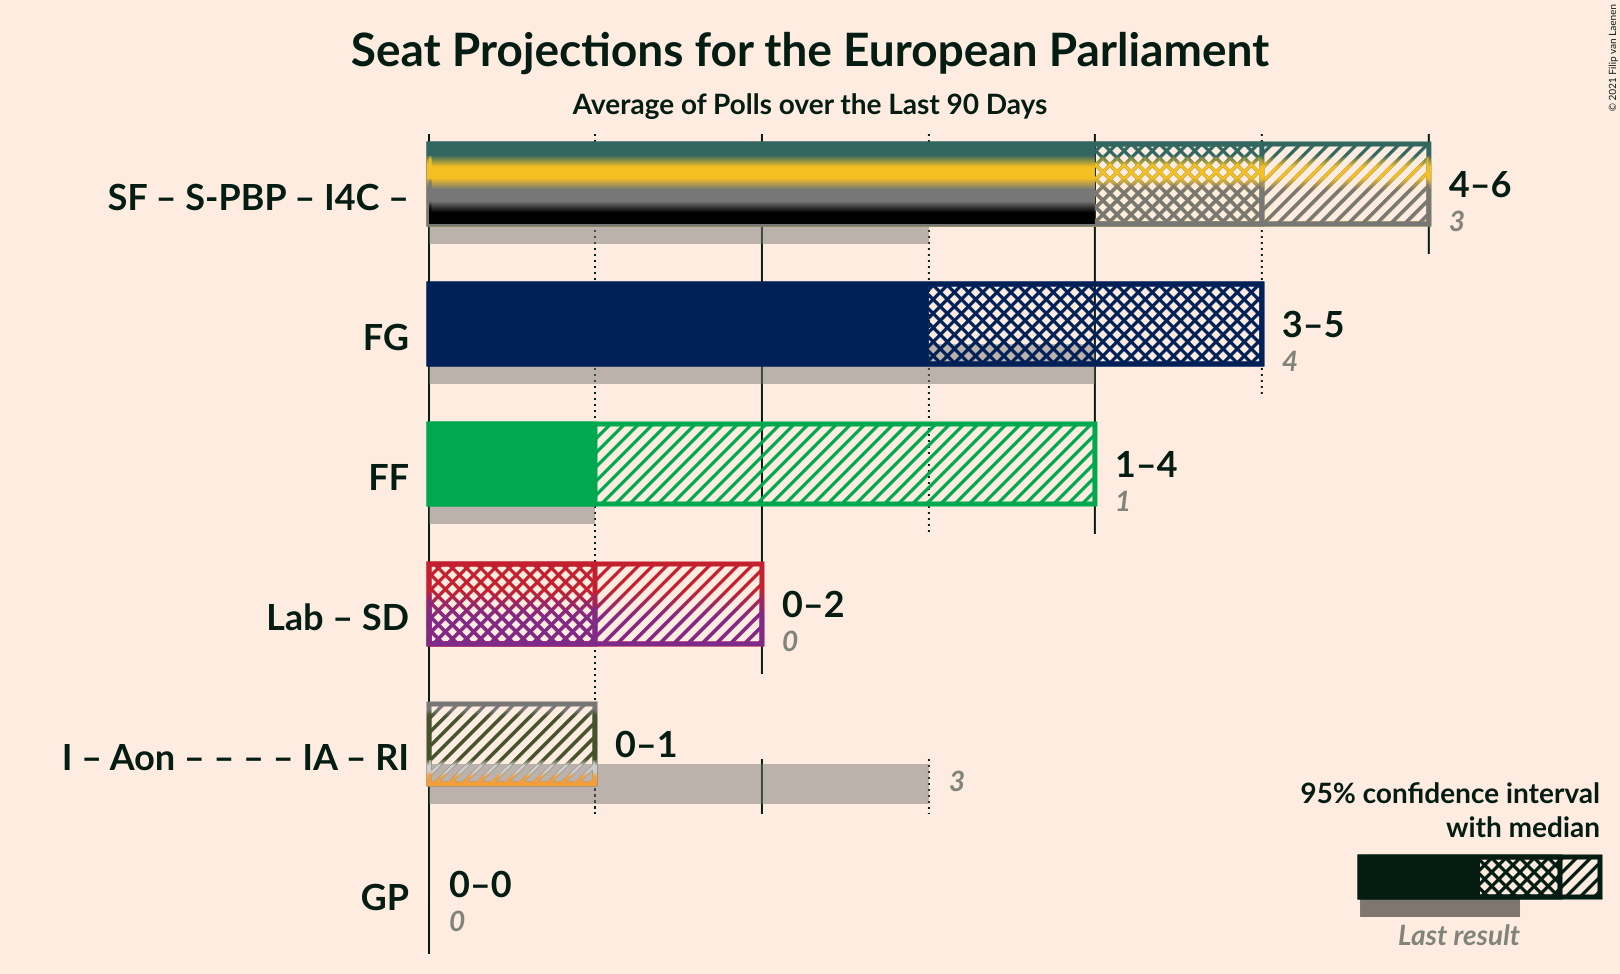 Seat Projections for the European Parliament
Average of Polls over the Last 90 Days
© 2021 Filip van Laenen
SF – S-PBP – I4C –
4–6
3
FG
3–5
4
FF
1–4
1
Lab – SD
0–2
0
I – Aon – – – – IA – RI
0–1
3
GP
0–0
0
95% confidence interval
with median
Last result